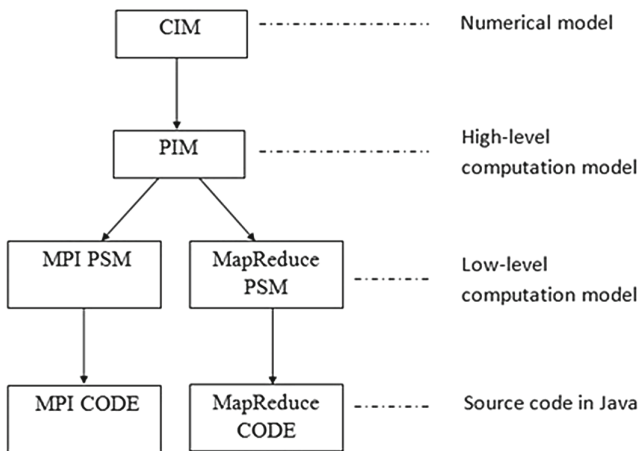 CIM
Numerical model
PIM
High-level
computation model
MPI PSM
MapReduce
PSM
Low-level
computation model
MPI CODE
MapReduce
CODE
Source code in Java